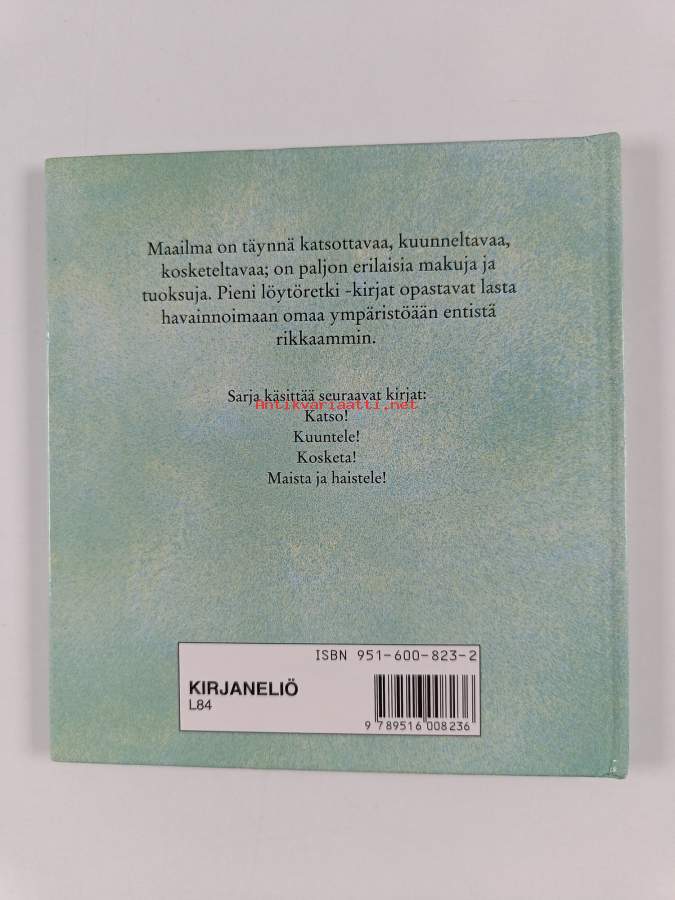 Maailma on täynnä katsottavaa, kuunneltavaa,
kosketeltavaa; on paljon erilaisia makuja ja
tuoksuja. Pieni löytöretki -kirjat opastavat lasta
havainnoimaan omaa ympäristöään entistä
rikkaammin.
Sarja käsittää seuraavat kirjat:
Antikvariaatti.net
Katso!
Kuuntele!
Kosketa!
Maista ja haistele!
ISBN 951-600-823-2
KIRJANELIÖ
L84
9 789516 008236